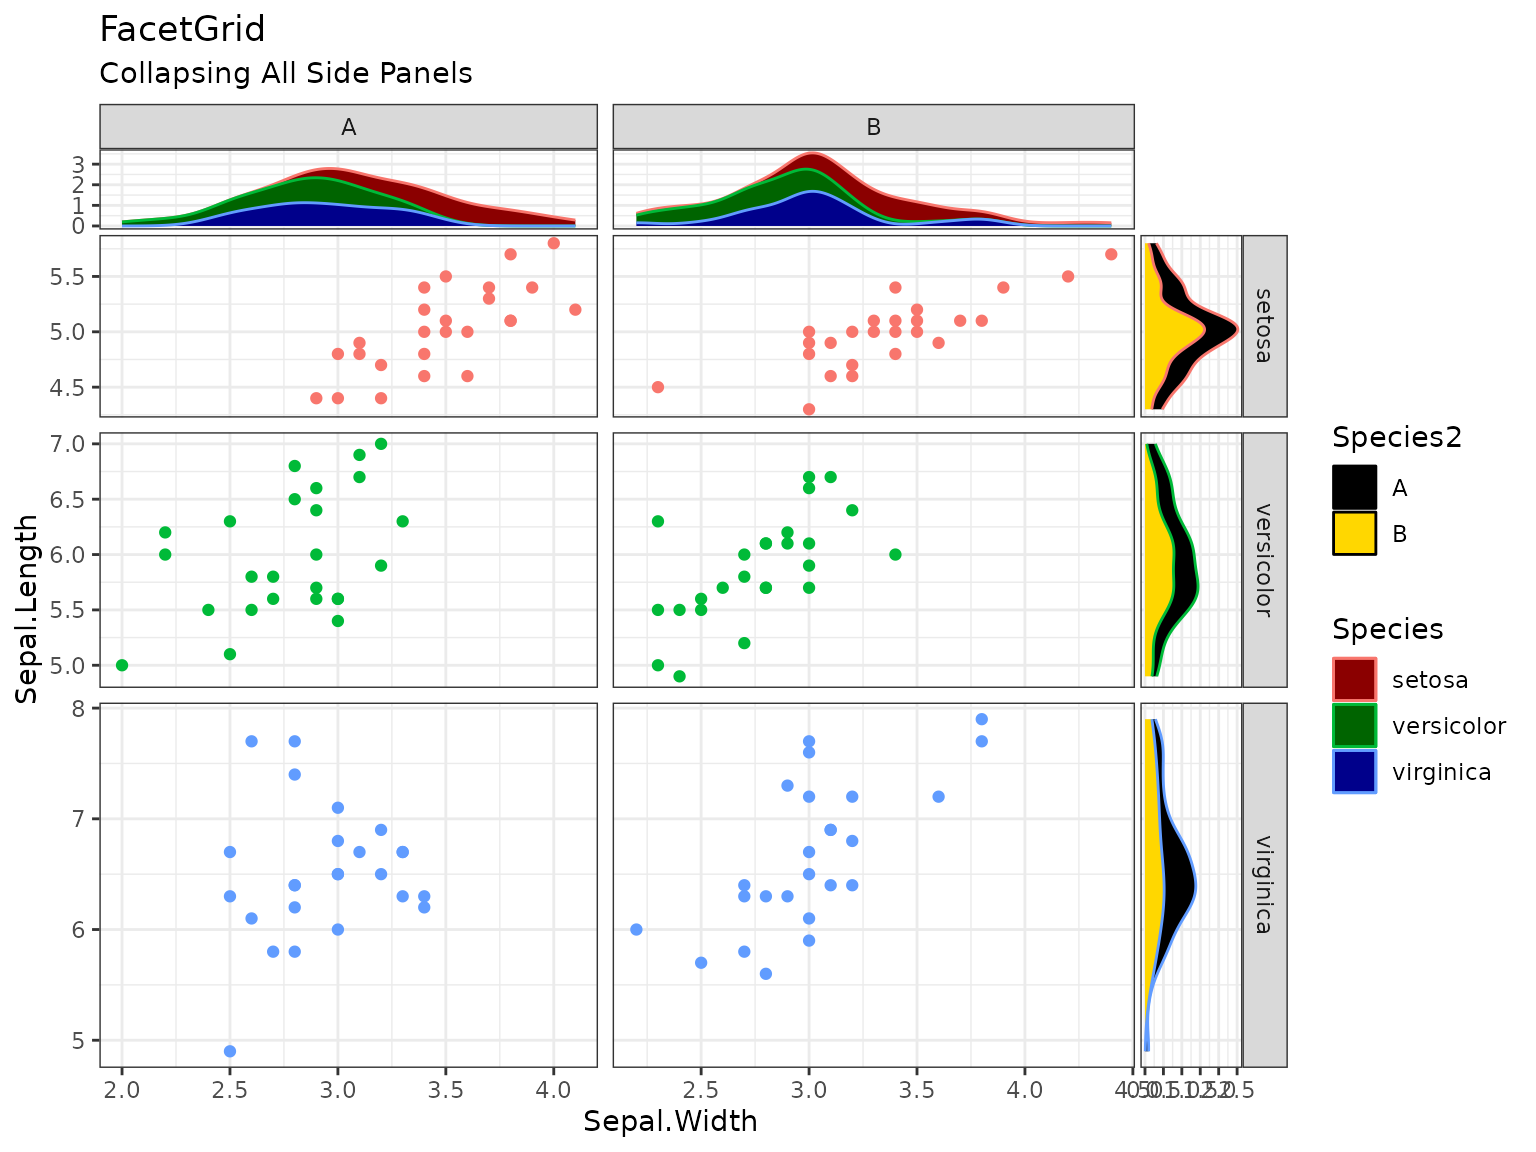 FacetGrid
Collapsing All Side Panels
A
B
3
2
1
0
5.5
5.0
4.5
setosa
7.0
6.5
6.0
5.5
5.0
versicolor
8
7
6
5
virginica
Sepal.Length
2.0 2.5 3.0 3.5 4.0
2.5 3.0 3.5 4.0
Sepal.Width
Species2
A
B
Species
setosa
versicolor
virginica